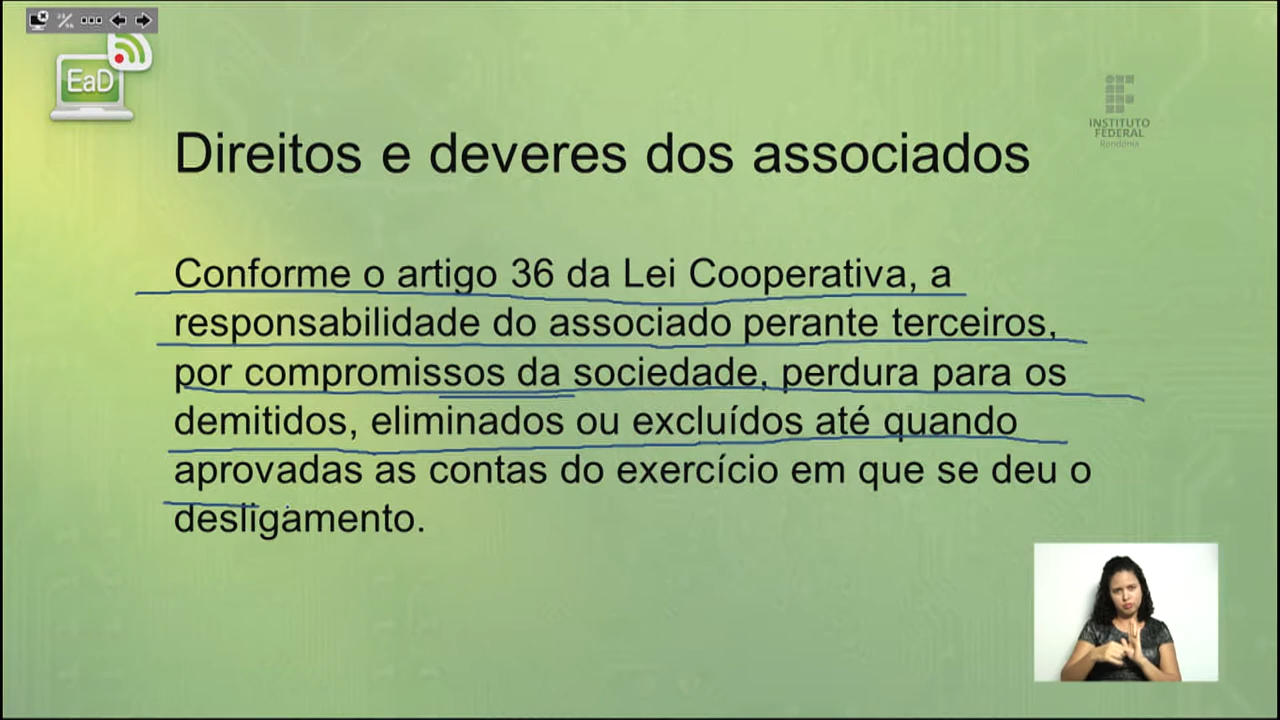 EaD
INSTITUTO
FEDERAL
Rondônia
Direitos e deveres dos associados
Conforme o artigo 36 da Lei Cooperativa, a
responsabilidade do associado perante terceiros,
por compromissos da sociedade, perdura para os
demitidos, eliminados ou excluídos até quando
aprovadas as contas do exercício em que se deu o
desligamento.